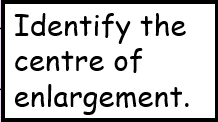 Identify the
centre of
enlargement.